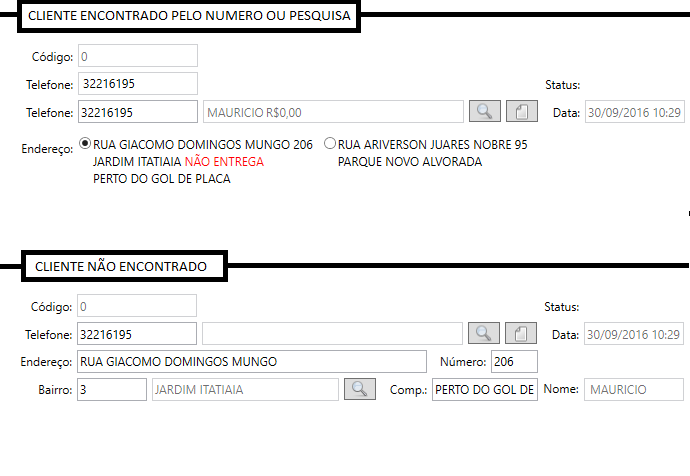 CLIENTE ENCONTRADO PELO NUMERO OU PESQUISA
Código: 0
Telefone: 32216195 Status:
Telefone: 32216195 MAURICIO R$0,00 Data: 30/09/2016 10:29
Endereço: RUA GIACOMO DOMINGOS MUNGO 206 RUA ARIVERSON JUARES NOBRE 95
JARDIM ITATIAIA NÃO ENTREGA PARQUE NOVO ALVORADA
PERTO DO GOL DE PLACA
CLIENTE NÃO ENCONTRADO
Código: 0 Status:
Telefone: 32216195 Data: 30/09/2016 10:29
Endereço: RUA GIACOMO DOMINGOS MUNGO Número: 206
Bairro: 3 JARDIM ITATIAIA Comp.: PERTO DO GOL DE Nome: MAURICIO